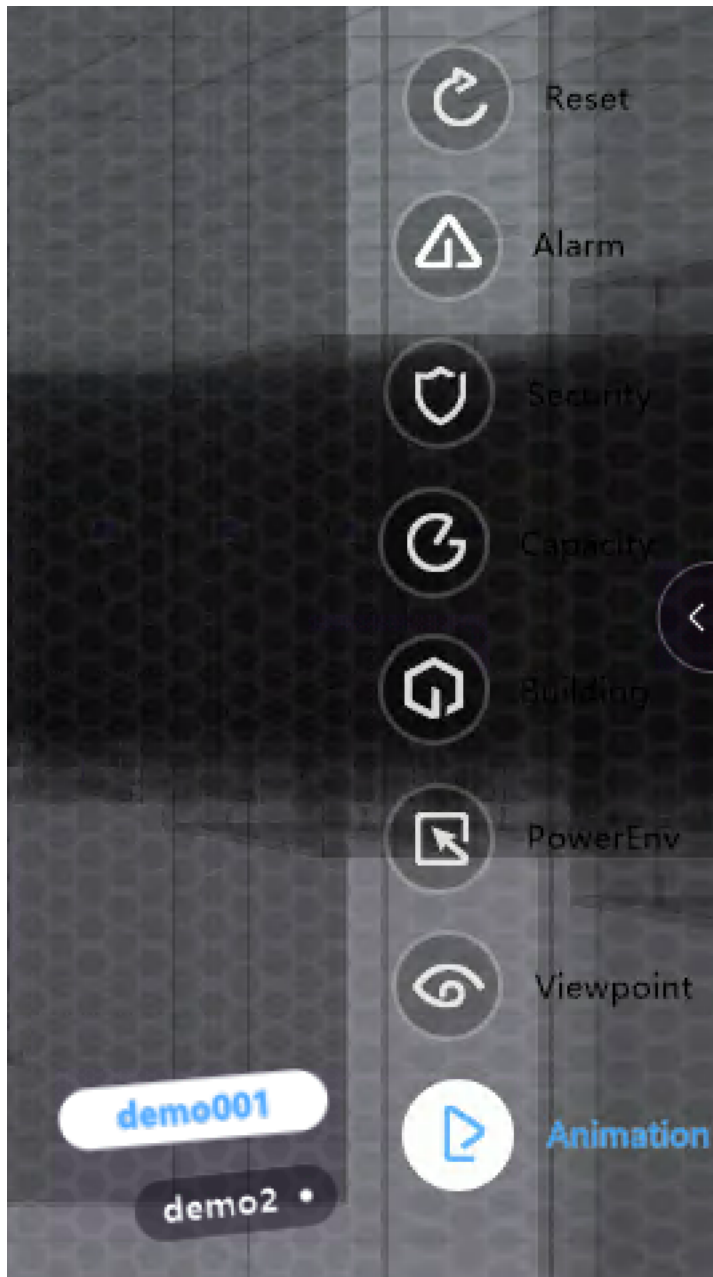 Reset
Alarm
Security
Capacity
Building
PowerEnv
Viewpoint
demo001
Animation
demo2